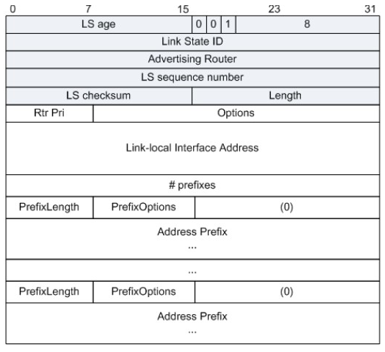 0 7 15 23 31
LS age 0 0 1 8
Link State ID
Advertising Router
LS sequence number
LS checksum Length
Rtr Pri Options
Link-local Interface Address
# prefixes
PrefixLength PrefixOptions (0)
Address Prefix
...
...
PrefixLength PrefixOptions (0)
Address Prefix
...